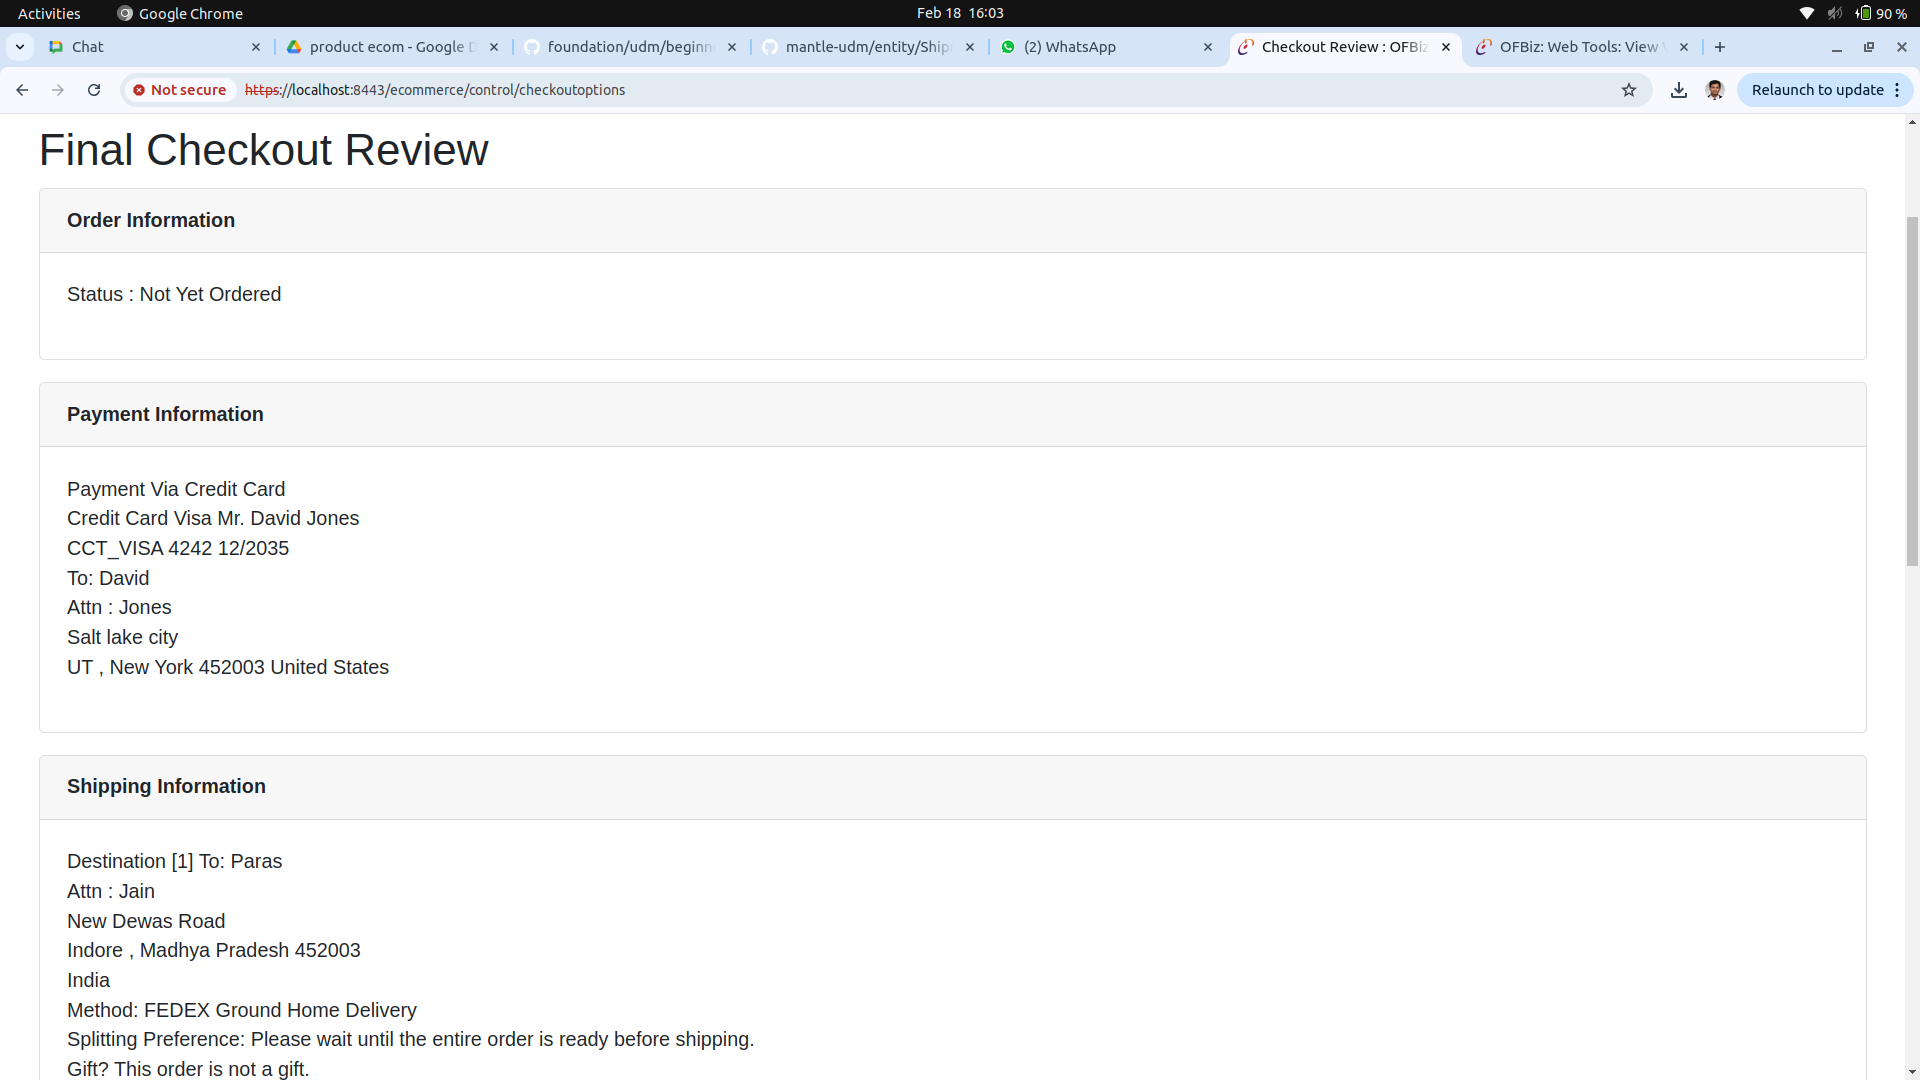 Activities
Google Chrome
Feb 18 16:03
90 %
Chat
product ecom - Google D
foundation/udm/beginn
mantle-udm/entity/Ship
(2) WhatsApp
Checkout Review : OFBiz
OFBiz: Web Tools: View
Not secure
https://localhost:8443/ecommerce/control/checkoutoptions
Relaunch to update
Final Checkout Review
Order Information
Status : Not Yet Ordered
Payment Information
Payment Via Credit Card
Credit Card Visa Mr. David Jones
CCT_VISA 4242 12/2035
To: David
Attn : Jones
Salt lake city
UT , New York 452003 United States
Shipping Information
Destination [1] To: Paras
Attn : Jain
New Dewas Road
Indore , Madhya Pradesh 452003
India
Method: FEDEX Ground Home Delivery
Splitting Preference: Please wait until the entire order is ready before shipping.
Gift? This order is not a gift.